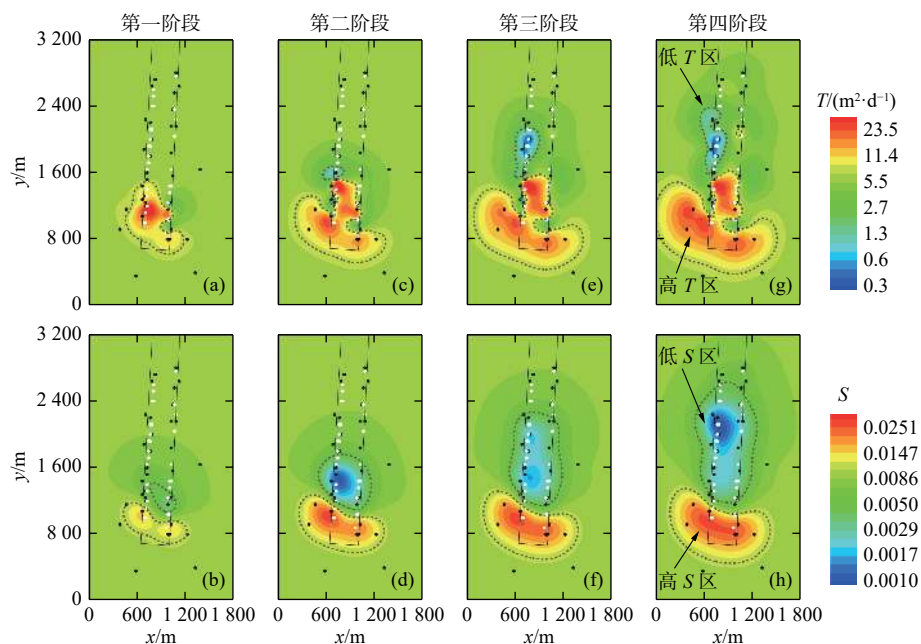 第一阶段 第二阶段 第三阶段 第四阶段
3 200
2 400
1 600
8 00
0
y/m
(a) (c) (e) (g)
低 T 区
高 T 区
T/(m²·d⁻¹)
23.5
11.4
5.5
2.7
1.3
0.6
0.3
3 200
2 400
1 600
8 00
0
y/m
(b) (d) (f) (h)
低 S 区
高 S 区
S
0.0251
0.0147
0.0086
0.0050
0.0029
0.0017
0.0010
0 600 1 200 1 800 0 600 1 200 1 800 0 600 1 200 1 800 0 600 1 200 1 800
x/m x/m x/m x/m